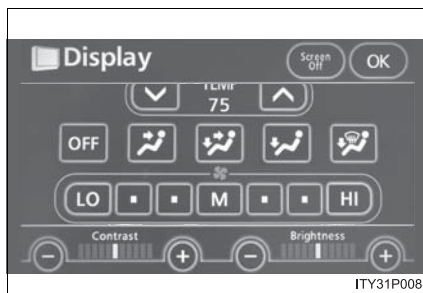 Display
Screen Off
OK
TEMP
75
OFF
LO M HI
Contrast Brightness
- + - +
ITY31P008